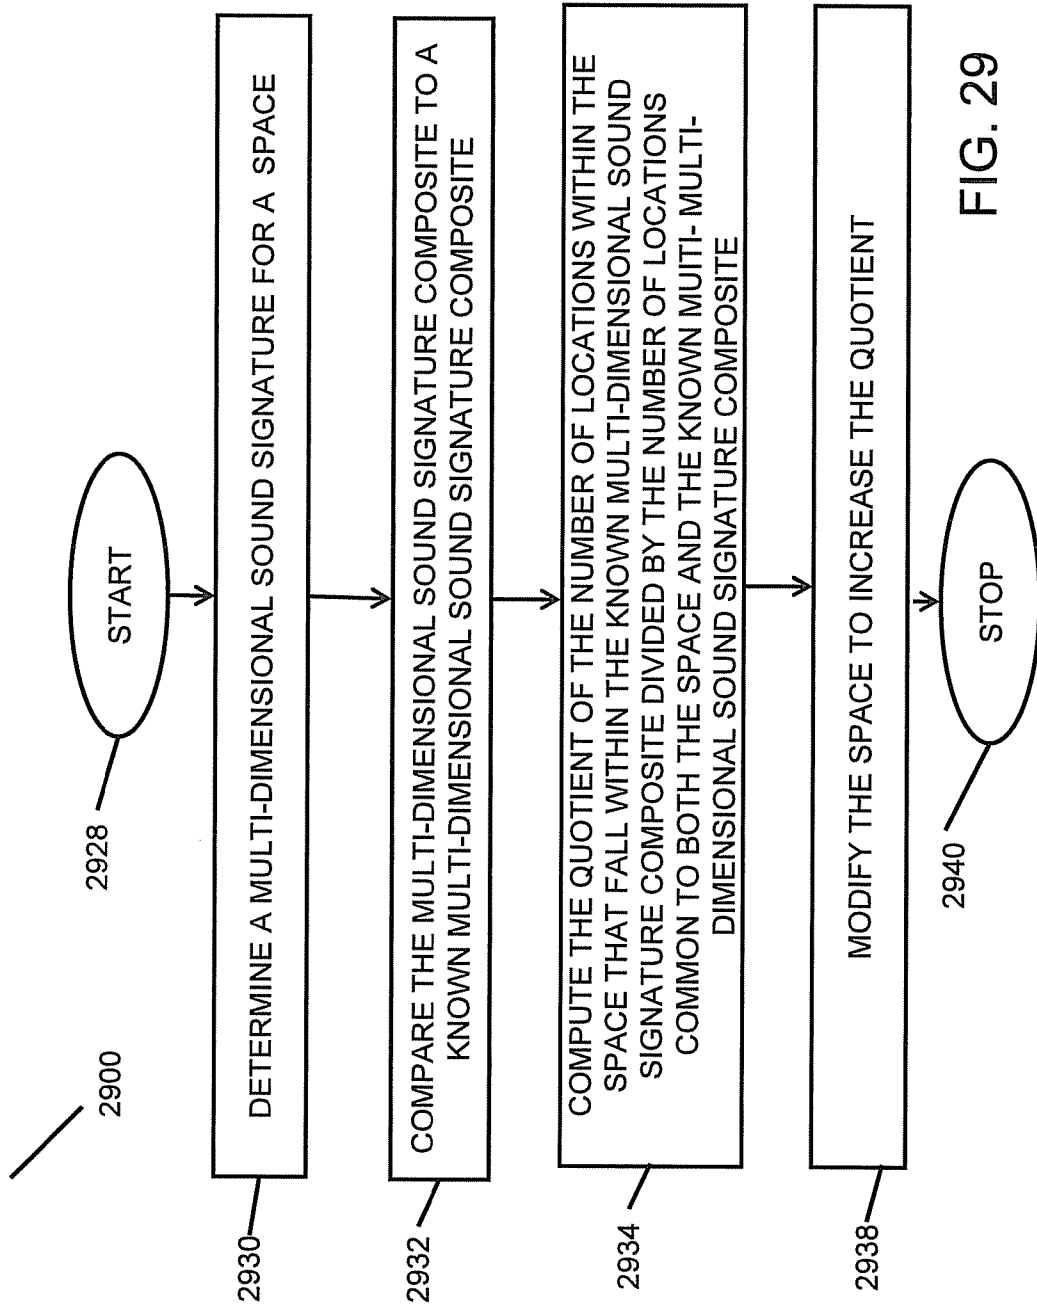 2900
2928
START
2930
DETERMINE A MULTI-DIMENSIONAL SOUND SIGNATURE FOR A SPACE
2932
COMPARE THE MULTI-DIMENSIONAL SOUND SIGNATURE COMPOSITE TO A
KNOWN MULTI-DIMENSIONAL SOUND SIGNATURE COMPOSITE
2934
COMPUTE THE QUOTIENT OF THE NUMBER OF LOCATIONS WITHIN THE
SPACE THAT FALL WITHIN THE KNOWN MULTI-DIMENSIONAL SOUND
SIGNATURE COMPOSITE DIVIDED BY THE NUMBER OF LOCATIONS
COMMON TO BOTH THE SPACE AND THE KNOWN MUITI- MULTI-
DIMENSIONAL SOUND SIGNATURE COMPOSITE
2938
MODIFY THE SPACE TO INCREASE THE QUOTIENT
2940
STOP
FIG. 29